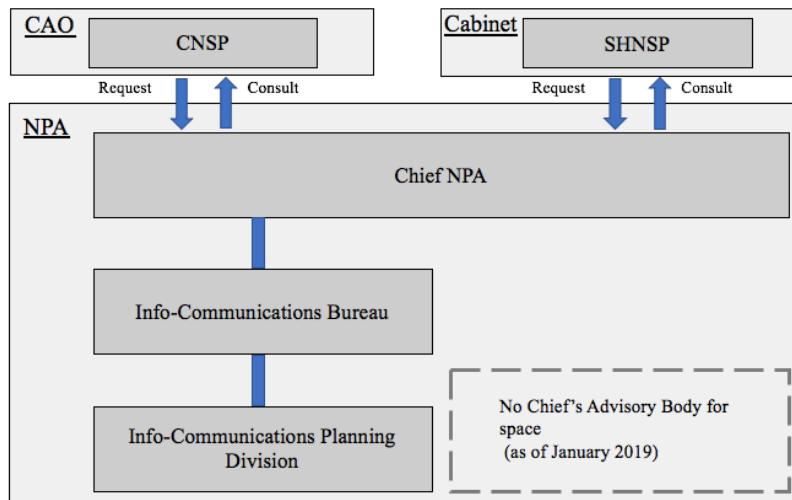 CAO
CNSP
Cabinet
SHNSP
Request
Consult
Request
Consult
NPA
Chief NPA
Info-Communications Bureau
Info-Communications Planning
Division
No Chief's Advisory Body for
space
(as of January 2019)